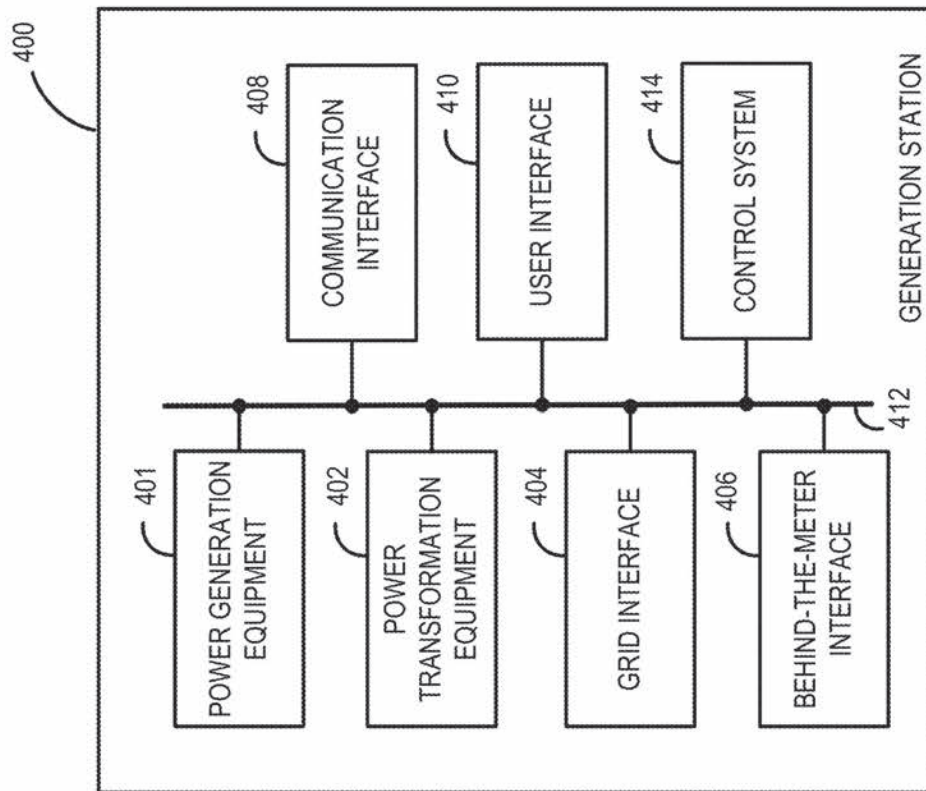 400
401
POWER GENERATION
EQUIPMENT
402
POWER
TRANSFORMATION
EQUIPMENT
404
GRID INTERFACE
406
BEHIND-THE-METER
INTERFACE
408
COMMUNICATION
INTERFACE
410
USER INTERFACE
414
CONTROL SYSTEM
412
GENERATION STATION